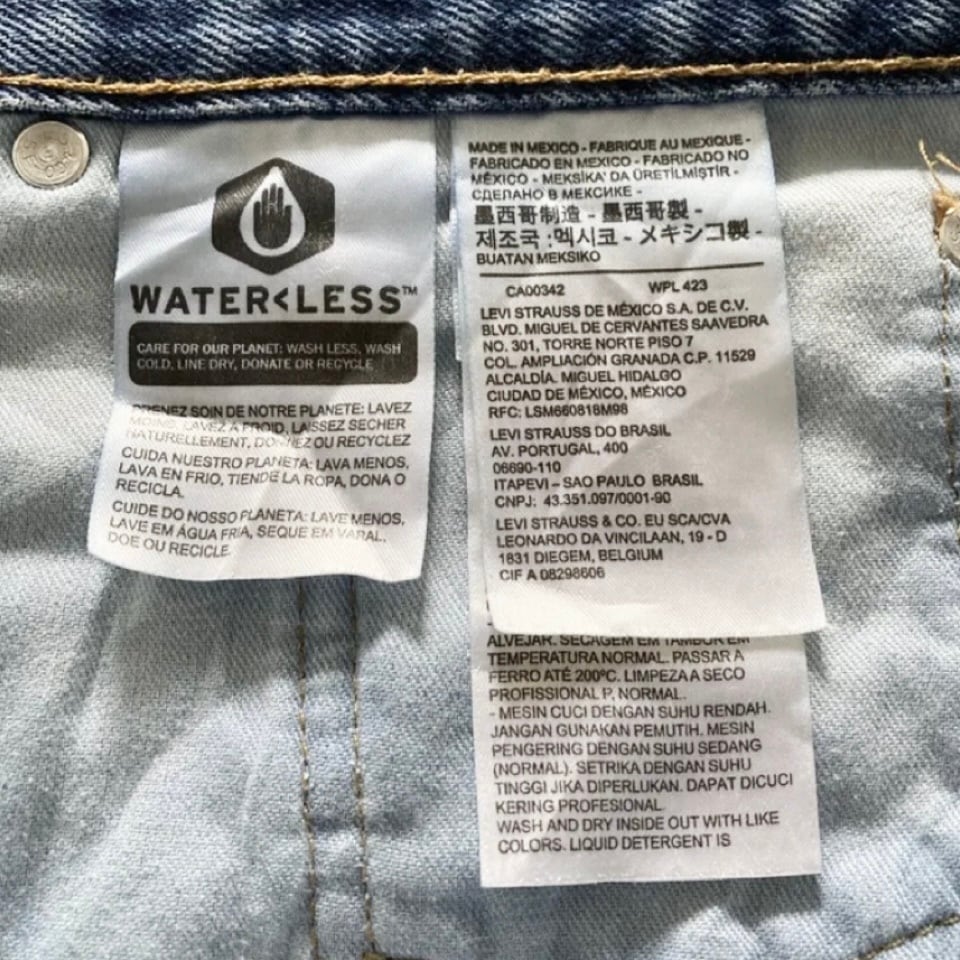 WATER<LESS™
CARE FOR OUR PLANET: WASH LESS, WASH
COLD, LINE DRY, DONATE OR RECYCLE
PRENEZ SOIN DE NOTRE PLANETE: LAVEZ
MOINS, LAVEZ A FROID, LAISSEZ SECHER
NATURELLEMENT, DONNEZ OU RECYCLEZ
CUIDA NUESTRO PLANETA: LAVA MENOS,
LAVA EN FRIO, TIENDE LA ROPA, DONA O
RECICLA.
CUIDE DO NOSSO PLANETA: LAVE MENOS,
LAVE EM ÁGUA FRIA, SEQUE EM VARAL,
DOE OU RECICLE.
MADE IN MEXICO - FABRIQUE AU MEXIQUE -
FABRICADO EN MEXICO - FABRICADO NO
MÉXICO - MEKSİKA' DA ÜRETİLMİŞTİR -
СДЕЛАНО В МЕКСИКЕ -
墨西哥制造 - 墨西哥製 -
제조국 :멕시코 - メキシコ製 -
BUATAN MEKSIKO
CA00342 WPL 423
LEVI STRAUSS DE MÉXICO S.A. DE C.V.
BLVD. MIGUEL DE CERVANTES SAAVEDRA
NO. 301, TORRE NORTE PISO 7
COL. AMPLIACIÓN GRANADA C.P. 11529
ALCALDÍA. MIGUEL HIDALGO
CIUDAD DE MÉXICO, MÉXICO
RFC: LSM660818M98
LEVI STRAUSS DO BRASIL
AV. PORTUGAL, 400
06690-110
ITAPEVI – SAO PAULO BRASIL
CNPJ: 43.351.097/0001-90
LEVI STRAUSS & CO. EU SCA/CVA
LEONARDO DA VINCILAAN, 19 - D
1831 DIEGEM, BELGIUM
CIF A 08298606
ALVEJAR. SECAGEM EM TAMBOR EM
TEMPERATURA NORMAL. PASSAR A
FERRO ATÉ 200ºC. LIMPEZA A SECO
PROFISSIONAL P, NORMAL.
- MESIN CUCI DENGAN SUHU RENDAH.
JANGAN GUNAKAN PEMUTIH. MESIN
PENGERING DENGAN SUHU SEDANG
(NORMAL). SETRIKA DENGAN SUHU
TINGGI JIKA DIPERLUKAN. DAPAT DICUCI
KERING PROFESIONAL.
WASH AND DRY INSIDE OUT WITH LIKE
COLORS. LIQUID DETERGENT IS